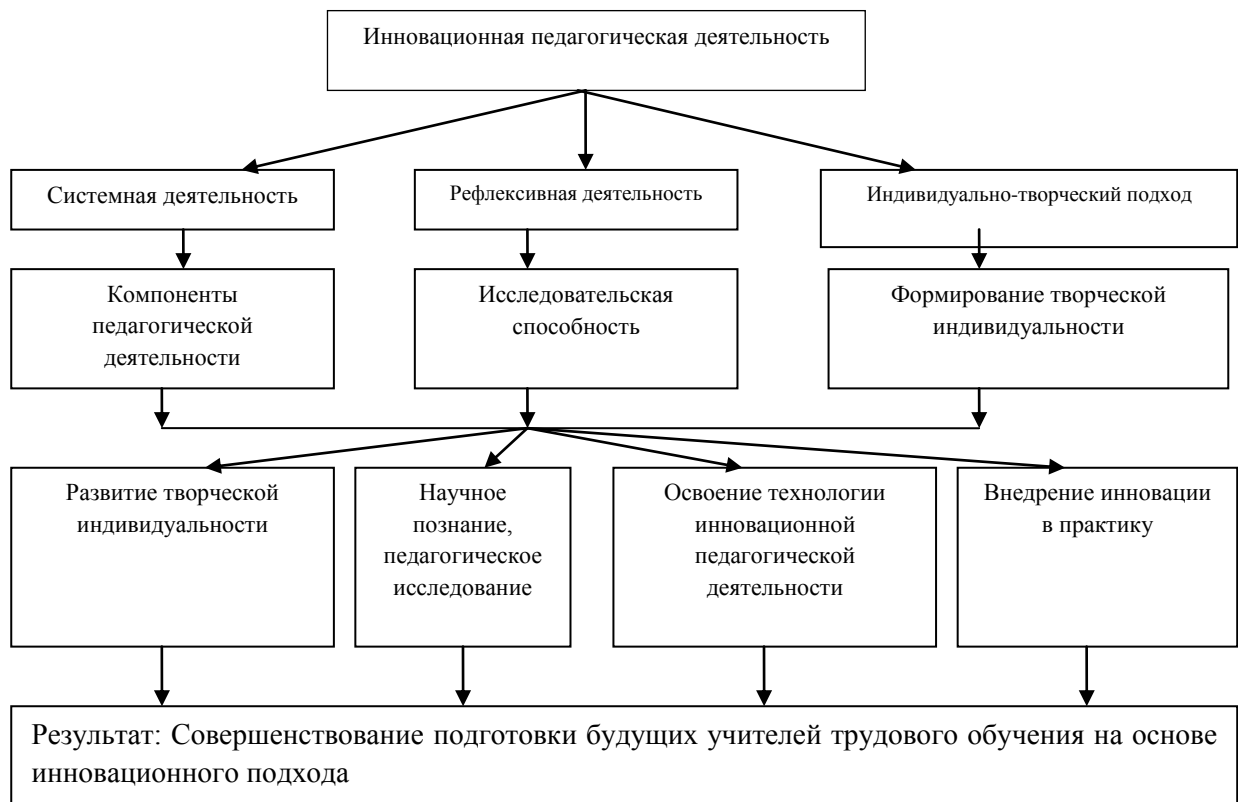 Инновационная педагогическая деятельность
Системная деятельность
Рефлексивная деятельность
Индивидуально-творческий подход
Компоненты
педагогической
деятельности
Исследовательская
способность
Формирование творческой
индивидуальности
Развитие творческой
индивидуальности
Научное
познание,
педагогическое
исследование
Освоение технологии
инновационной
педагогической
деятельности
Внедрение инновации
в практику
Результат: Совершенствование подготовки будущих учителей трудового обучения на основе
инновационного подхода